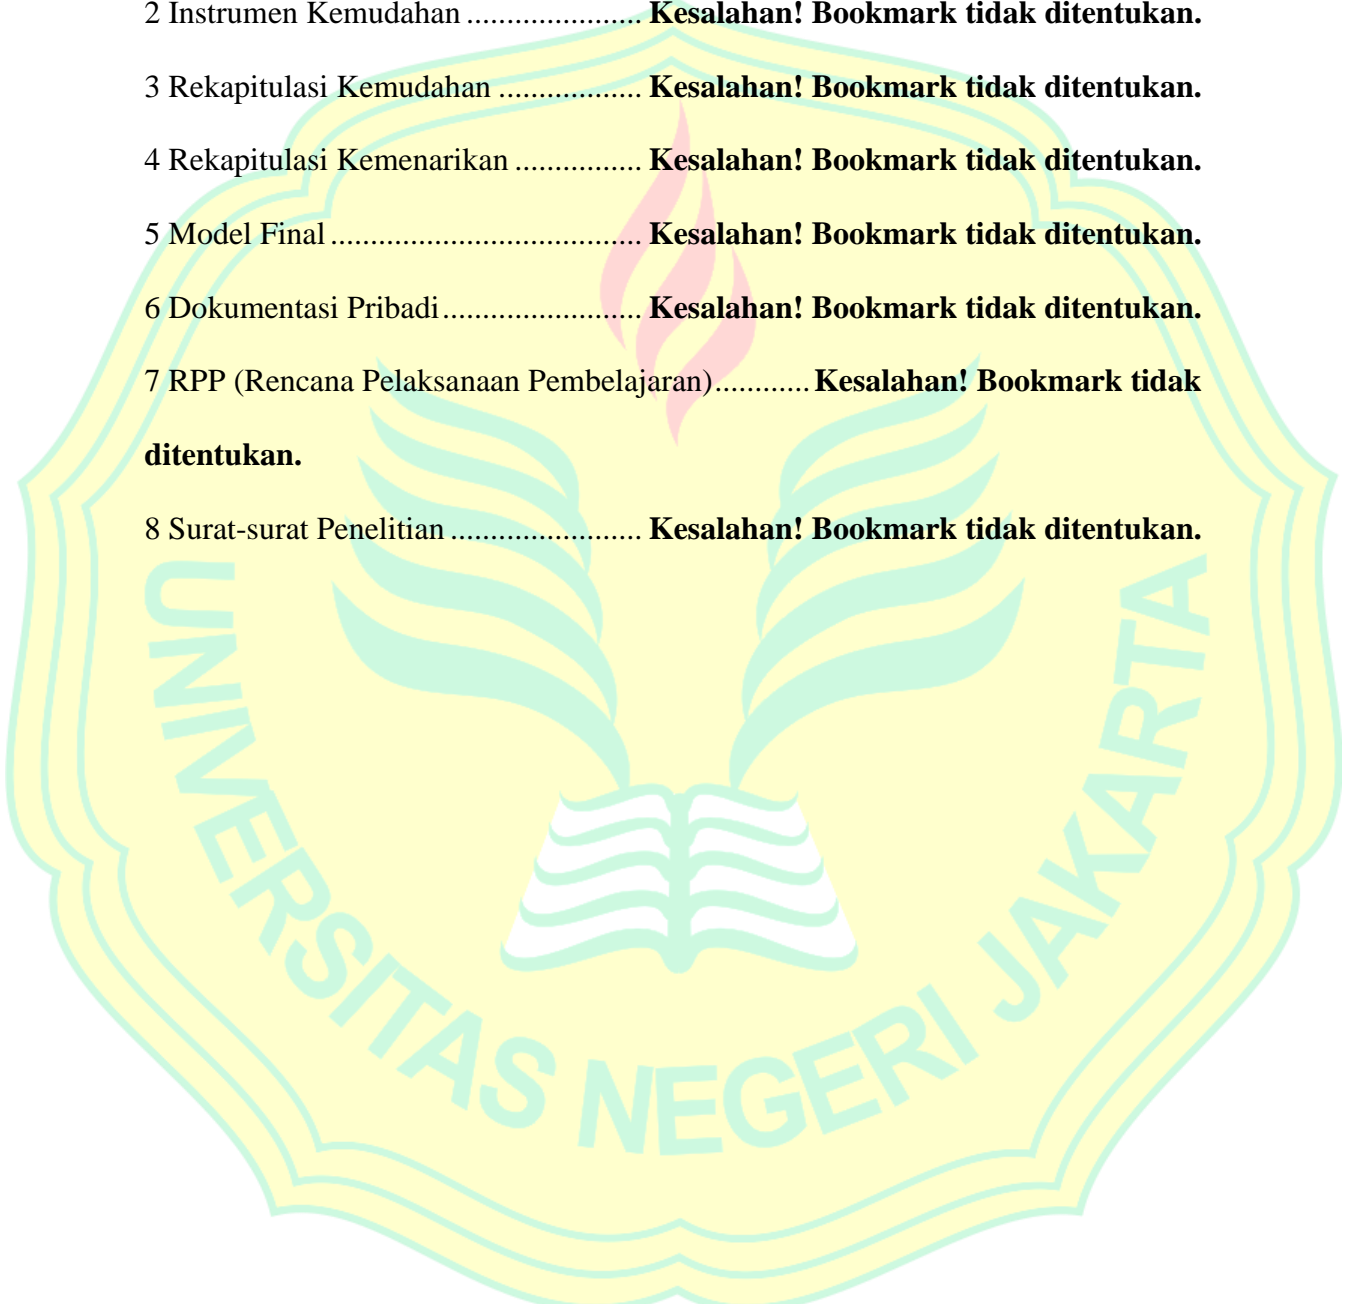 2 Instrumen Kemudahan ...................... Kesalahan! Bookmark tidak ditentukan.
3 Rekapitulasi Kemudahan .................. Kesalahan! Bookmark tidak ditentukan.
4 Rekapitulasi Kemenarikan ................ Kesalahan! Bookmark tidak ditentukan.
5 Model Final ....................................... Kesalahan! Bookmark tidak ditentukan.
6 Dokumentasi Pribadi ......................... Kesalahan! Bookmark tidak ditentukan.
7 RPP (Rencana Pelaksanaan Pembelajaran) ............ Kesalahan! Bookmark tidak
ditentukan.
8 Surat-surat Penelitian ........................ Kesalahan! Bookmark tidak ditentukan.
UNIVERSITAS NEGERI JAKARTA